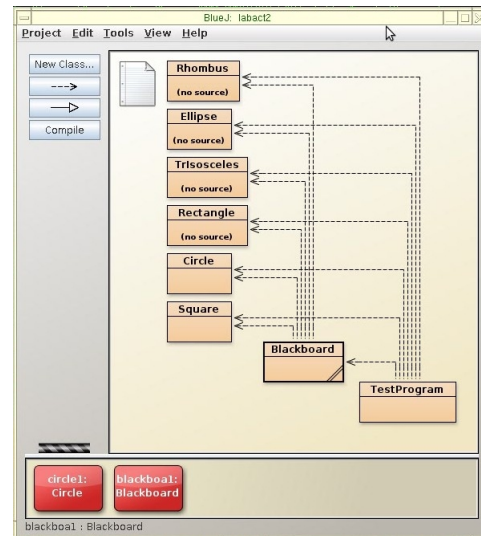 BlueJ: labact2
Project Edit Tools View Help
New Class...
Compile
Rhombus
(no source)
Ellipse
(no source)
TrIsosceles
(no source)
Rectangle
(no source)
Circle
Square
Blackboard
TestProgram
circle1:
Circle
blackboa1:
Blackboard
blackboa1 : Blackboard